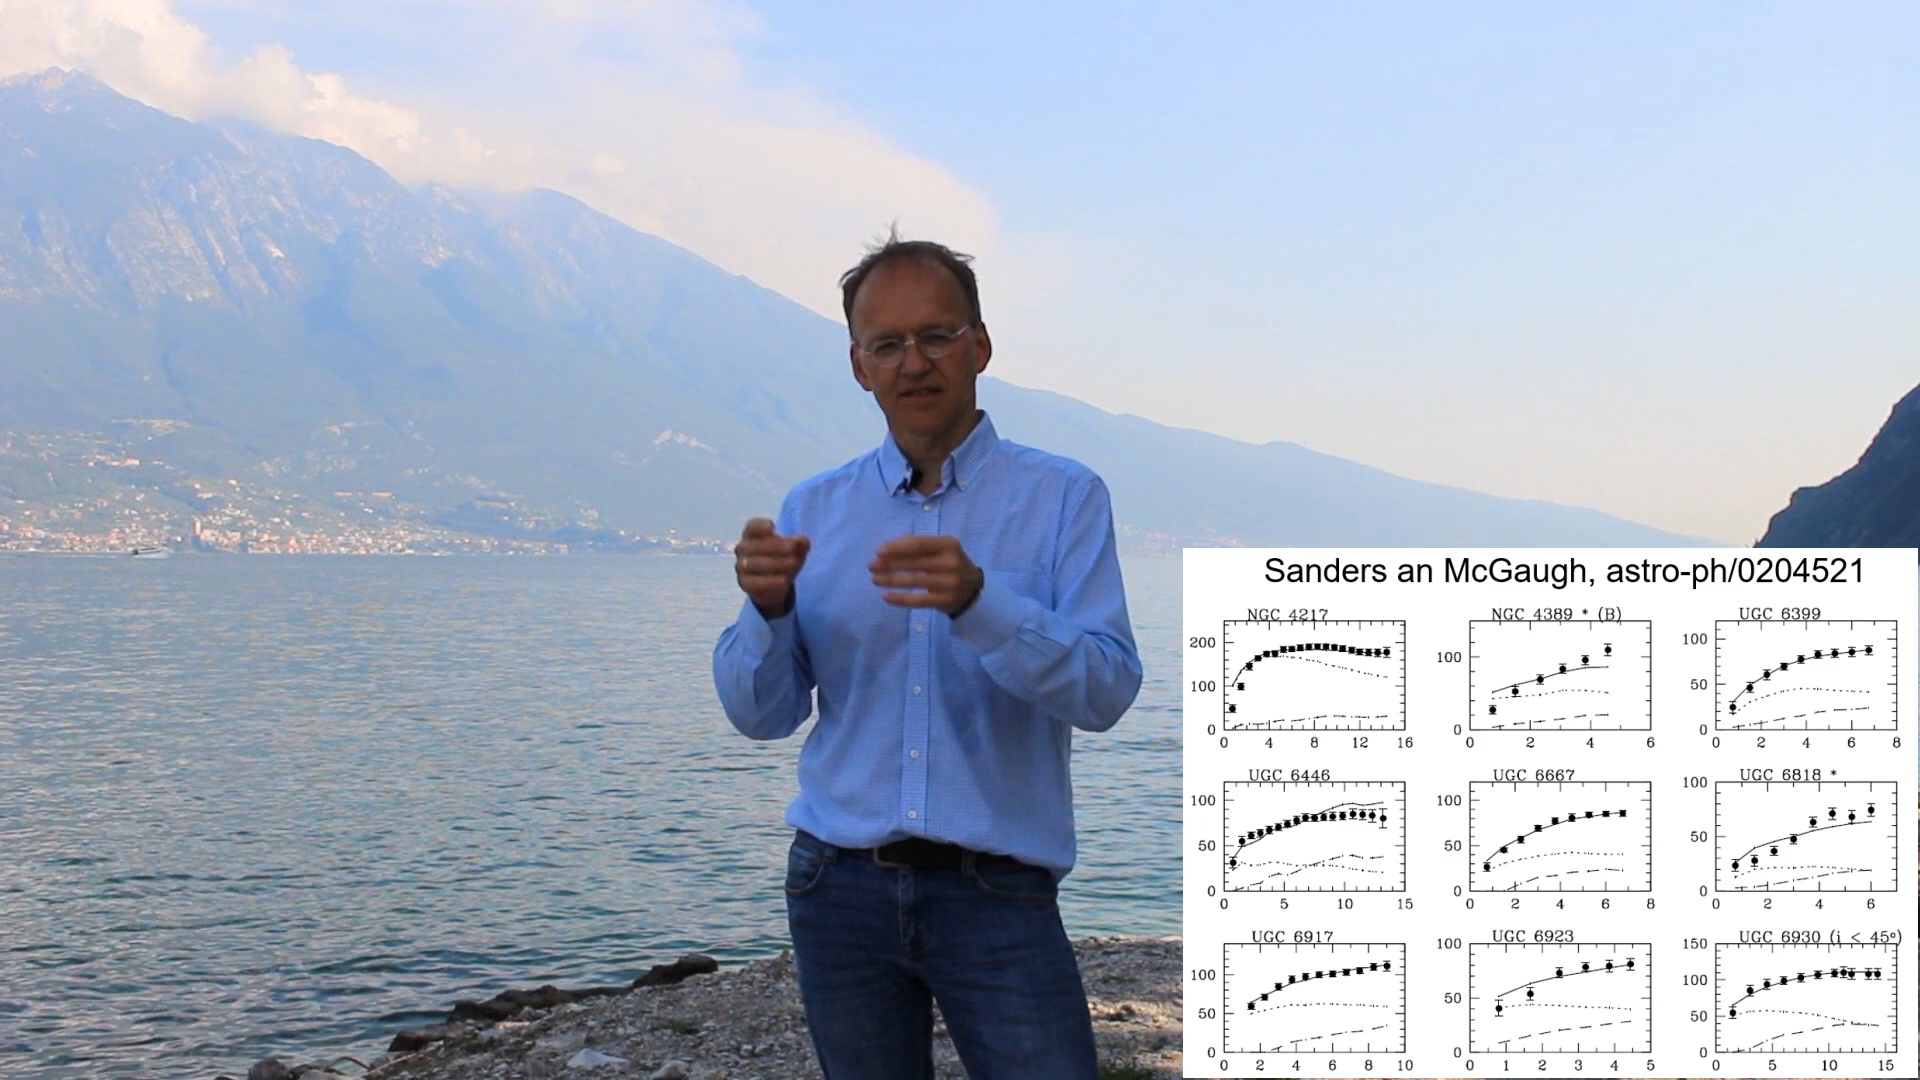 Sanders an McGaugh, astro-ph/0204521
NGC 4217
NGC 4389 * (B)
UGC 6399
200
100
0
0 4 8 12 16
100
0
0 2 4 6
100
50
0
0 2 4 6 8
UGC 6446
UGC 6667
UGC 6818 *
100
50
0
0 5 10 15
100
50
0
0 2 4 6 8
100
50
0
0 2 4 6
UGC 6917
UGC 6923
UGC 6930 (i < 45°)
100
50
0
0 2 4 6 8 10
100
50
0
0 1 2 3 4 5
150
100
50
0
0 5 10 15